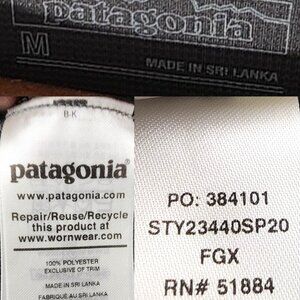 patagonia
M
MADE IN SRI LANKA
B-K
patagonia®
www.patagonia.com
Repair/Reuse/Recycle
this product at
www.wornwear.com
100% POLYESTER
EXCLUSIVE OF TRIM
MADE IN SRI LANKA
FABRIQUÉ AU SRI LANKA
PO: 384101
STY23440SP20
FGX
RN# 51884